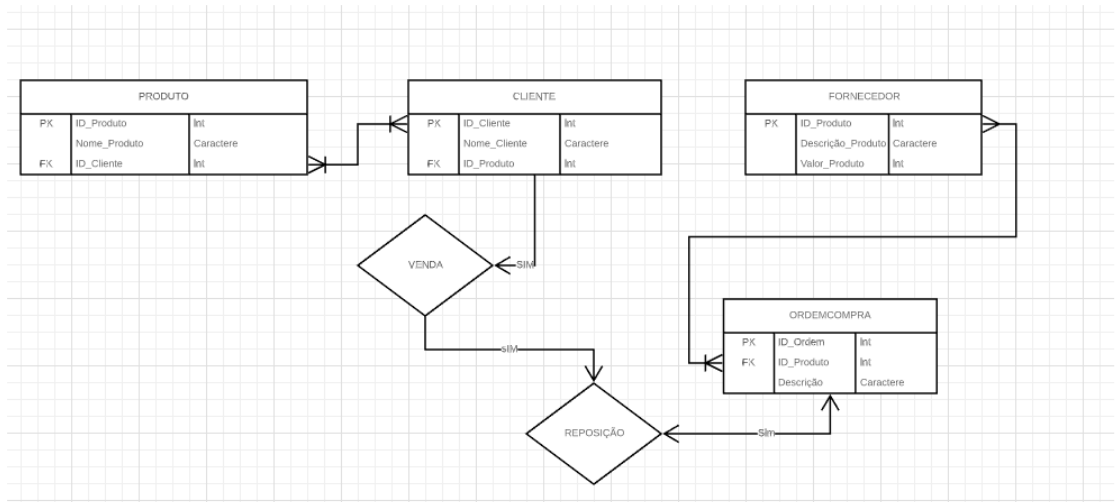 PRODUTO
PK ID_Produto Int
Nome_Produto Caractere
FK ID_Cliente Int
CLIENTE
PK ID_Cliente Int
Nome_Cliente Caractere
FK ID_Produto Int
FORNECEDOR
PK ID_Produto Int
Descrição_Produto Caractere
Valor_Produto Int
VENDA
SIM
ORDEMCOMPRA
PK ID_Ordem Int
FK ID_Produto Int
Descrição Caractere
sIM
REPOSIÇÃO
Sim